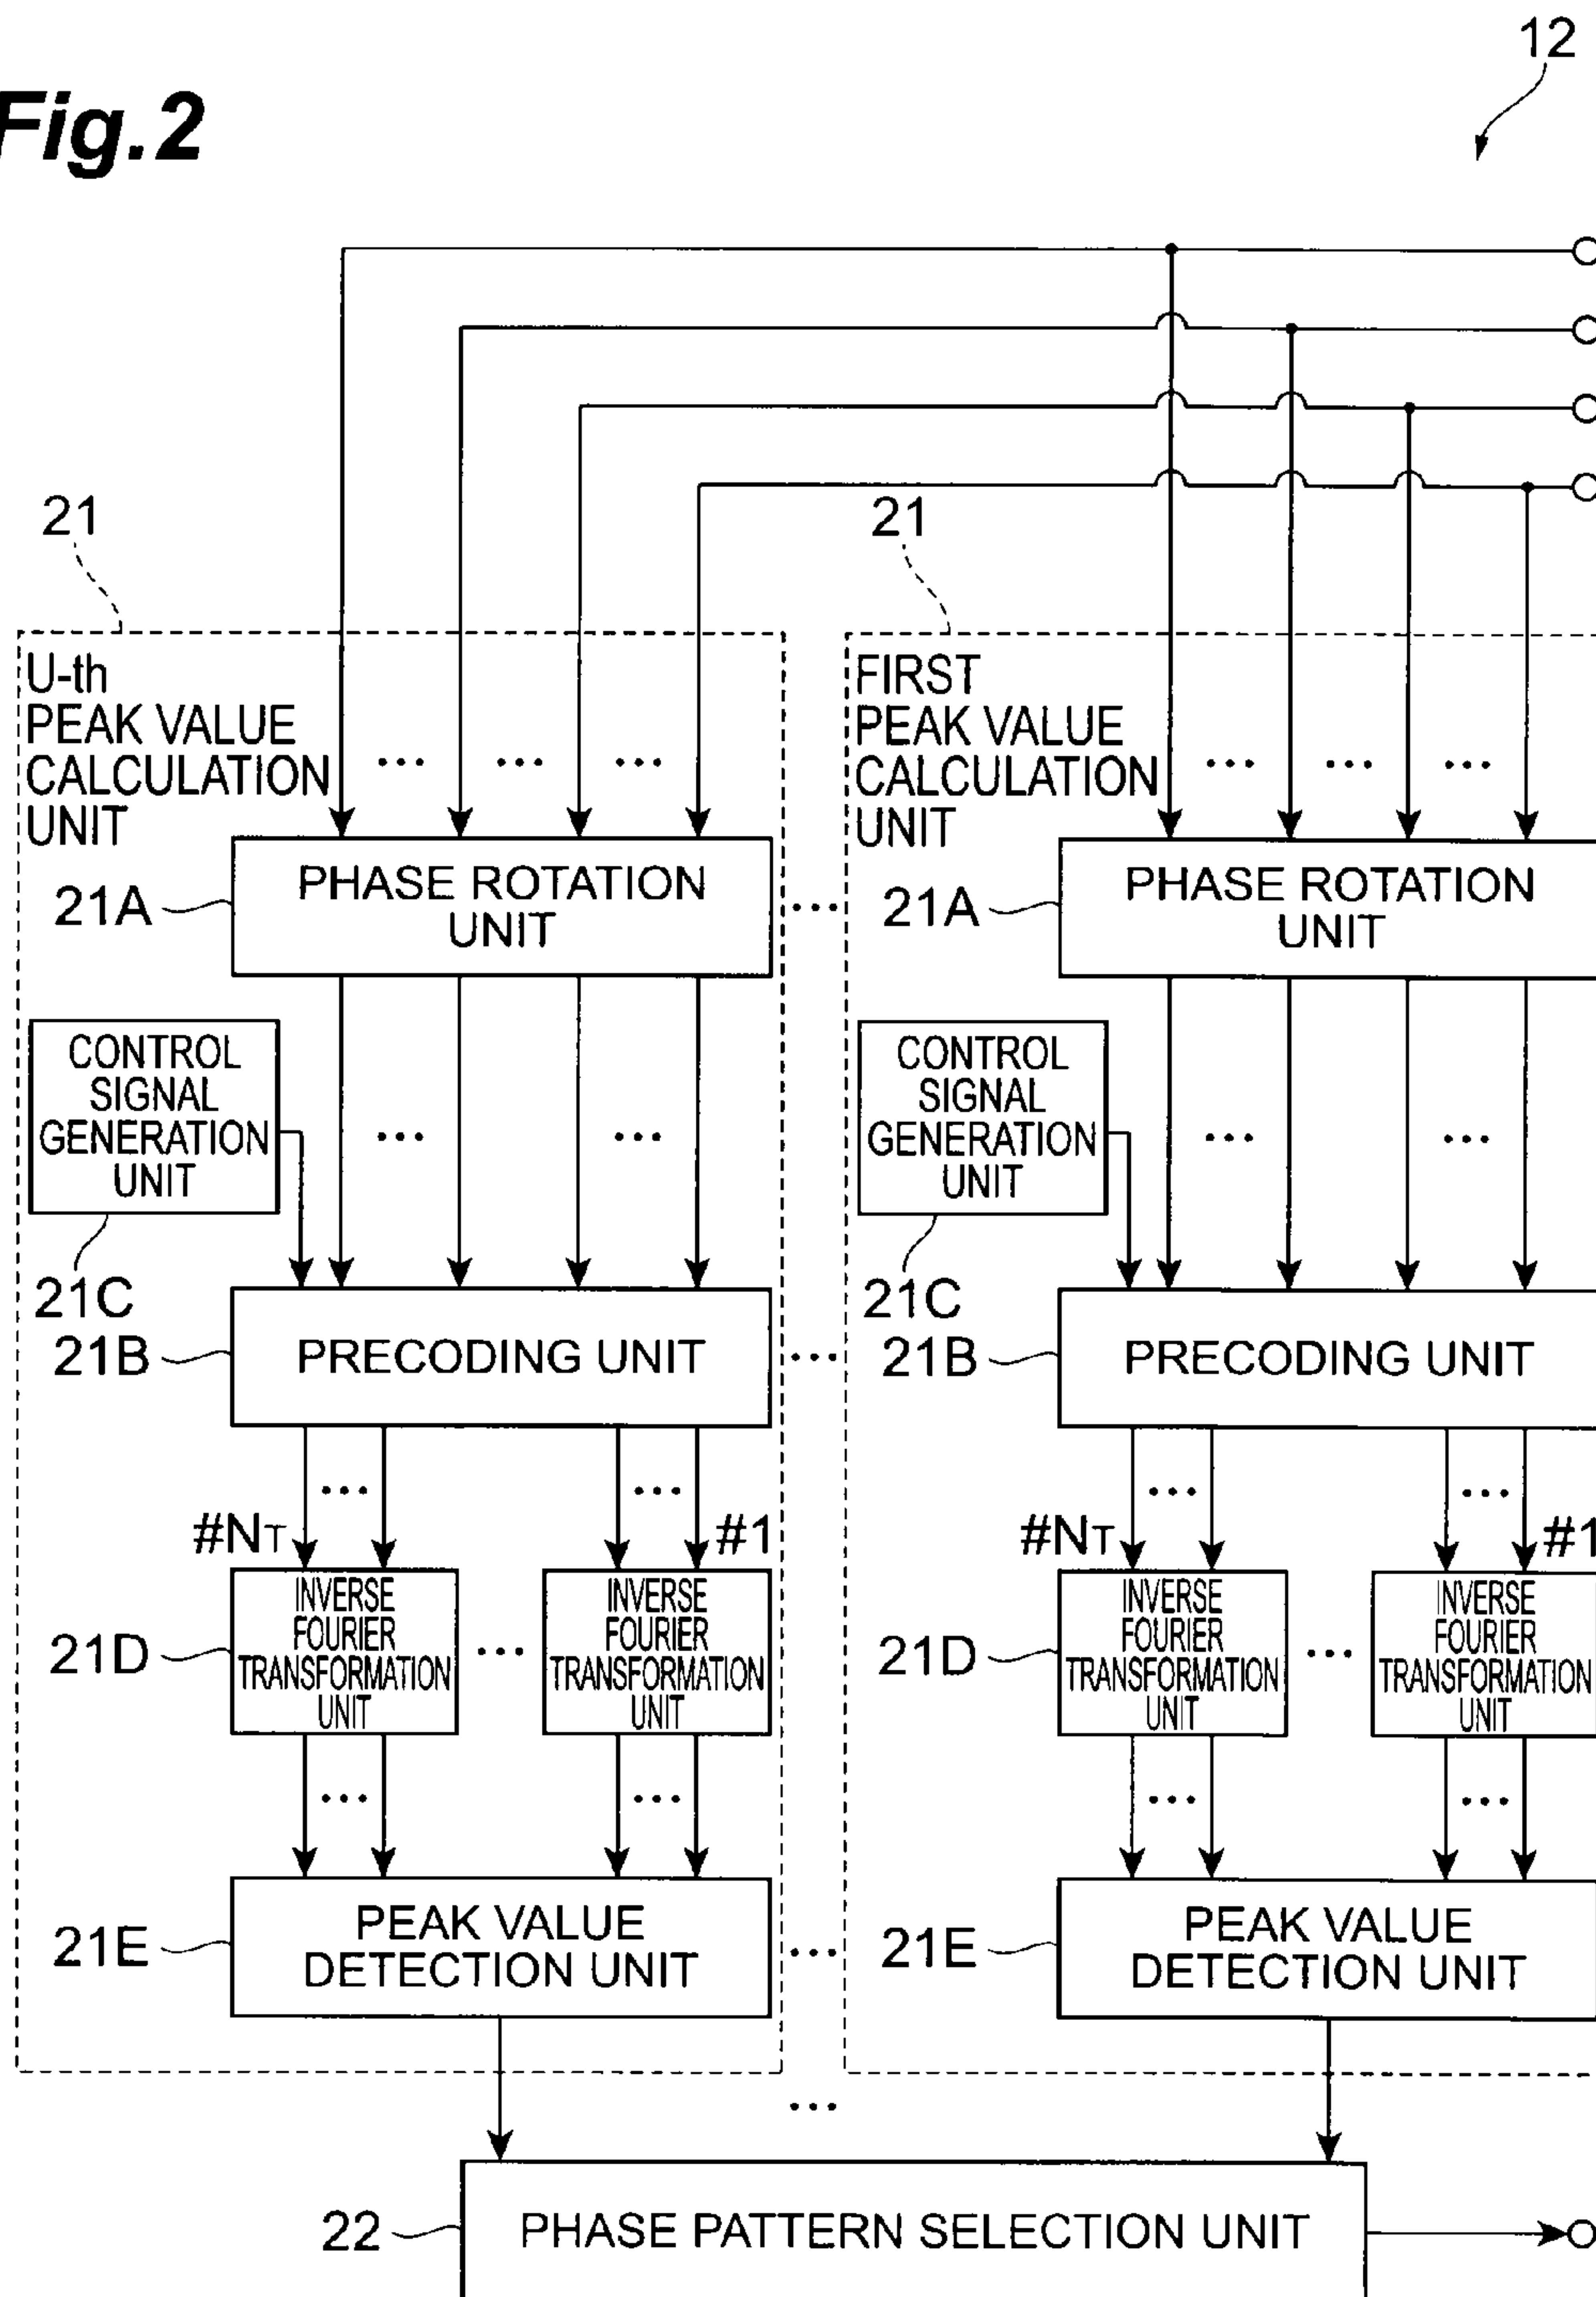 12
Fig.2
21
21
U-th
PEAK VALUE
CALCULATION
UNIT
FIRST
PEAK VALUE
CALCULATION
UNIT
... ... ...
... ... ...
PHASE ROTATION
UNIT
21A
...
PHASE ROTATION
UNIT
21A
CONTROL
SIGNAL
GENERATION
UNIT
... ...
CONTROL
SIGNAL
GENERATION
UNIT
... ...
21C
21C
21B
PRECODING UNIT
...
21B
PRECODING UNIT
... ...
... ...
#NT
#1
#NT
#1
21D
INVERSE
FOURIER
TRANSFORMATION
UNIT
...
INVERSE
FOURIER
TRANSFORMATION
UNIT
21D
INVERSE
FOURIER
TRANSFORMATION
UNIT
...
INVERSE
FOURIER
TRANSFORMATION
UNIT
... ...
... ...
21E
PEAK VALUE
DETECTION UNIT
...
21E
PEAK VALUE
DETECTION UNIT
...
22
PHASE PATTERN SELECTION UNIT